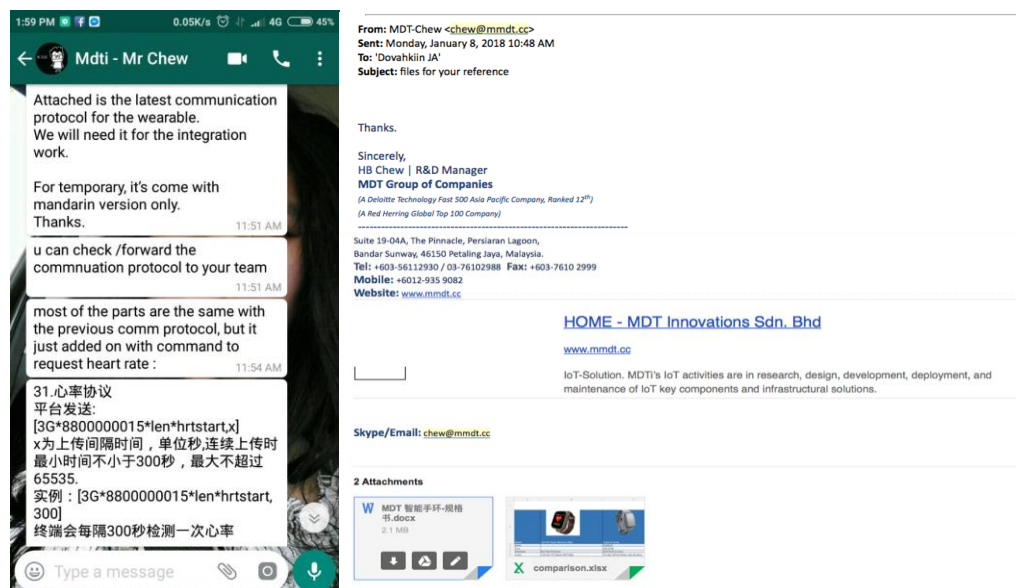 1:59 PM
0.05K/s
4G
45%
Mdti - Mr Chew
Attached is the latest communication
protocol for the wearable.
We will need it for the integration
work.
For temporary, it's come with
mandarin version only.
Thanks.
11:51 AM
u can check /forward the
commnuation protocol to your team
11:51 AM
most of the parts are the same with
the previous comm protocol, but it
just added on with command to
request heart rate :
11:54 AM
31.心率协议
平台发送:
[3G*8800000015*len*hrtstart,x]
x为上传间隔时间，单位秒,连续上传时
最小时间不小于300秒，最大不超过
65535.
实例：[3G*8800000015*len*hrtstart,
300]
终端会每隔300秒检测一次心率
Type a message
From: MDT-Chew <chew@mmdt.cc>
Sent: Monday, January 8, 2018 10:48 AM
To: 'Dovahkiin JA'
Subject: files for your reference
Thanks.
Sincerely,
HB Chew | R&D Manager
MDT Group of Companies
(A Deloitte Technology Fast 500 Asia Pacific Company, Ranked 12th)
(A Red Herring Global Top 100 Company)
Suite 19-04A, The Pinnacle, Persiaran Lagoon,
Bandar Sunway, 46150 Petaling Jaya, Malaysia.
Tel: +603-56112930 / 03-76102988 Fax: +603-7610 2999
Mobile: +6012-935 9082
Website: www.mmdt.cc
HOME - MDT Innovations Sdn. Bhd
www.mmdt.cc
IoT-Solution. MDTi's IoT activities are in research, design, development, deployment, and
maintenance of IoT key components and infrastructural solutions.
Skype/Email: chew@mmdt.cc
2 Attachments
W MDT 智能手环-规格
书.docx
2.1 MB
X comparison.xlsx